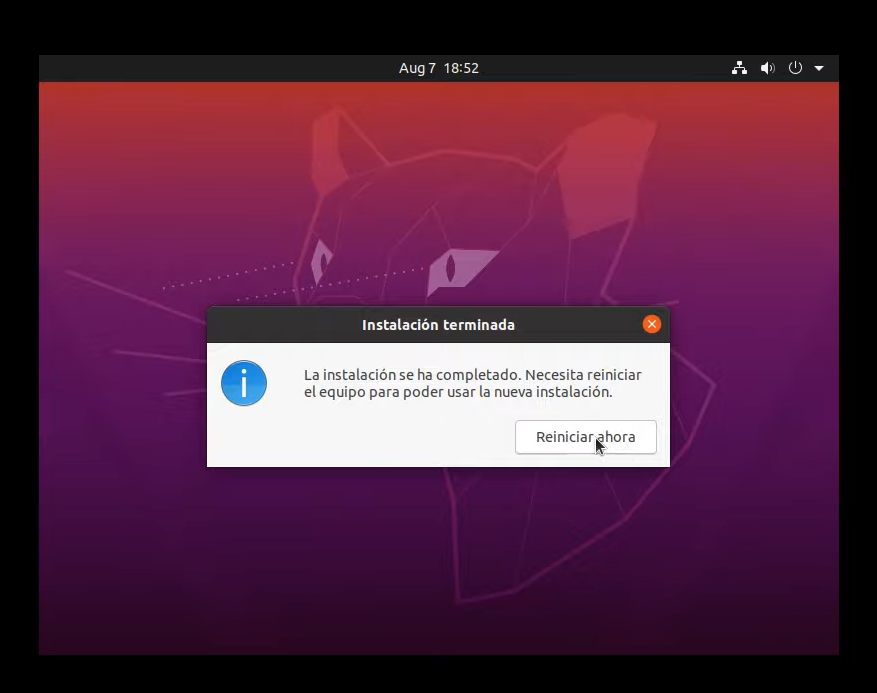 Aug 7 18:52
Instalación terminada
La instalación se ha completado. Necesita reiniciar
el equipo para poder usar la nueva instalación.
Reiniciar ahora